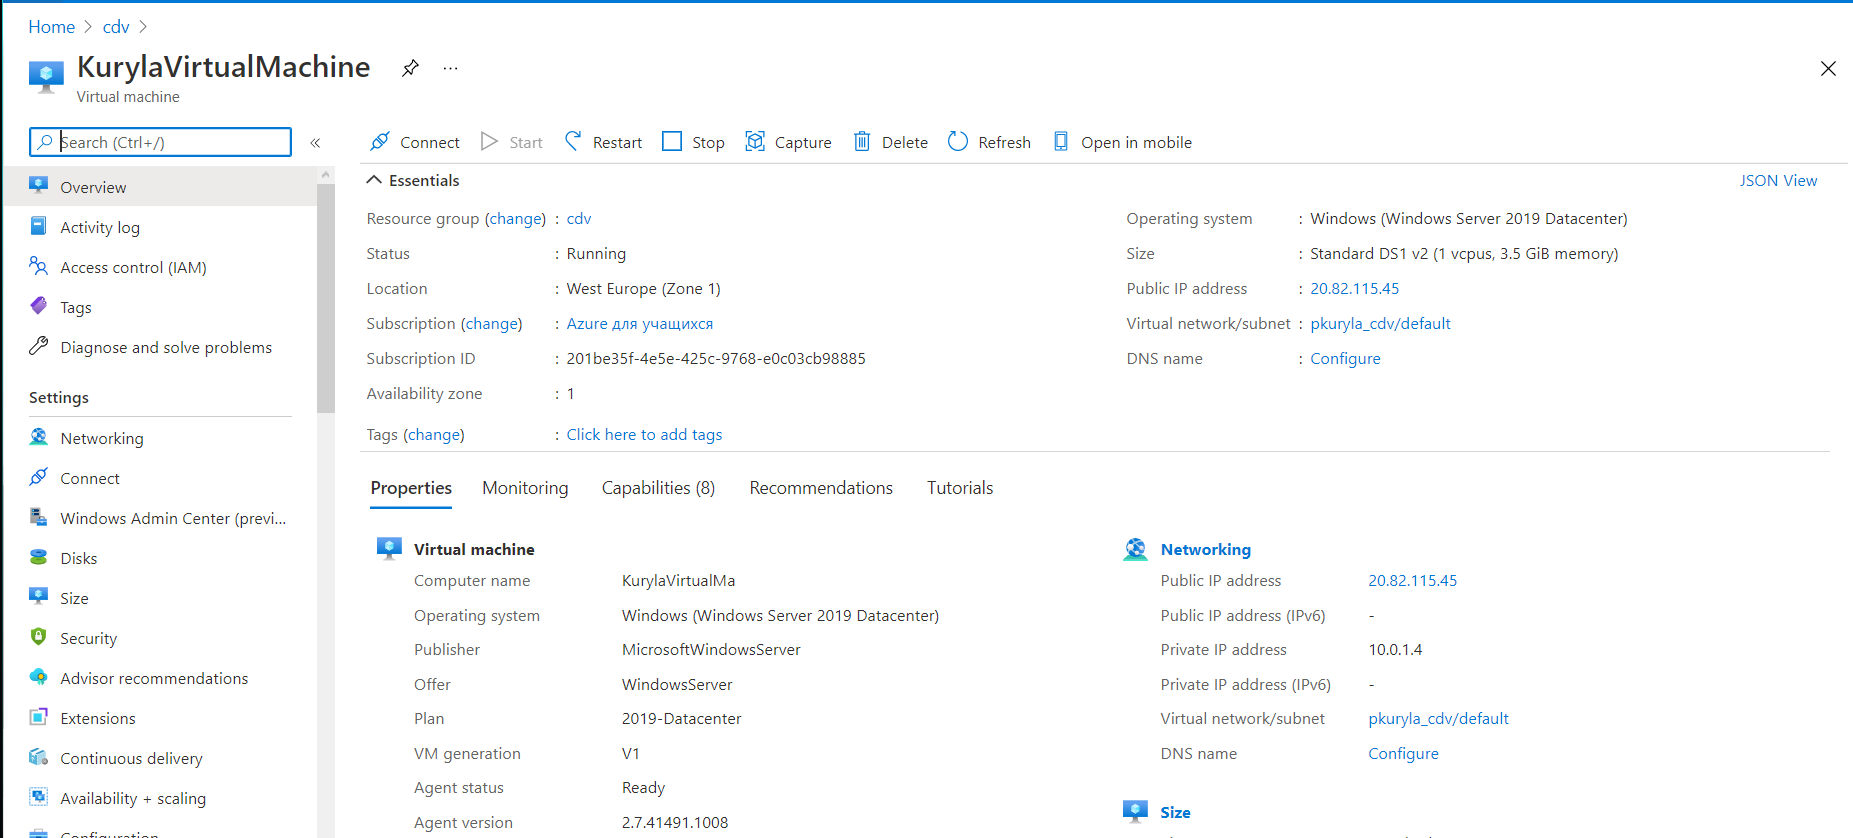 Home > cdv >
KurylaVirtualMachine
...
Virtual machine
Search (Ctrl+/)
«
Overview
Activity log
Access control (IAM)
Tags
Diagnose and solve problems
Settings
Networking
Connect
Windows Admin Center (previ...
Disks
Size
Security
Advisor recommendations
Extensions
Continuous delivery
Availability + scaling
Configuration
Connect Start Restart Stop Capture Delete Refresh Open in mobile
Essentials
JSON View
Resource group (change) : cdv
Status : Running
Location : West Europe (Zone 1)
Subscription (change) : Azure для учащихся
Subscription ID : 201be35f-4e5e-425c-9768-e0c03cb98885
Availability zone : 1
Tags (change) : Click here to add tags
Operating system : Windows (Windows Server 2019 Datacenter)
Size : Standard DS1 v2 (1 vcpus, 3.5 GiB memory)
Public IP address : 20.82.115.45
Virtual network/subnet : pkuryla_cdv/default
DNS name : Configure
Properties Monitoring Capabilities (8) Recommendations Tutorials
Virtual machine
Computer name KurylaVirtualMa
Operating system Windows (Windows Server 2019 Datacenter)
Publisher MicrosoftWindowsServer
Offer WindowsServer
Plan 2019-Datacenter
VM generation V1
Agent status Ready
Agent version 2.7.41491.1008
Networking
Public IP address 20.82.115.45
Public IP address (IPv6) -
Private IP address 10.0.1.4
Private IP address (IPv6) -
Virtual network/subnet pkuryla_cdv/default
DNS name Configure
Size